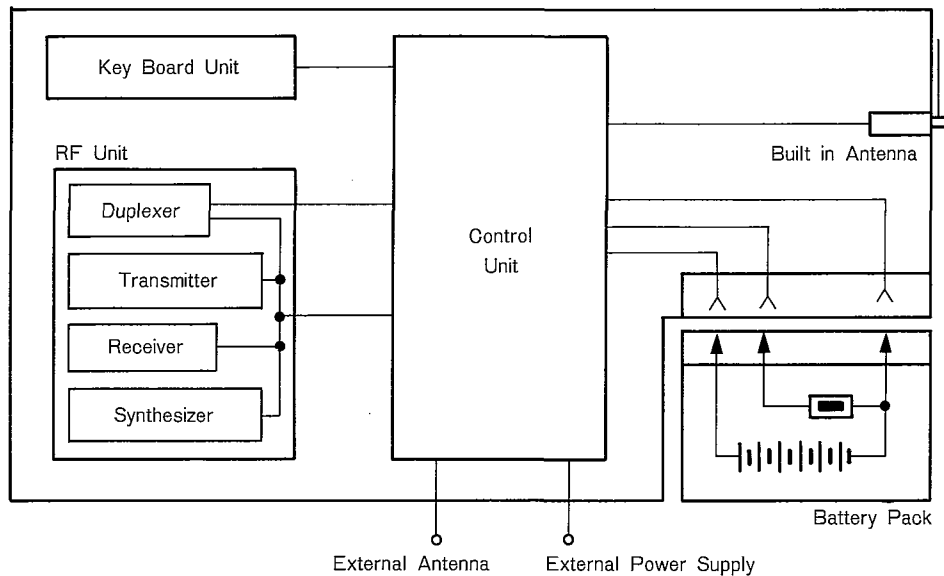 Key Board Unit
RF Unit
Duplexer
Transmitter
Receiver
Synthesizer
Control
Unit
Built in Antenna
Battery Pack
External Antenna
External Power Supply